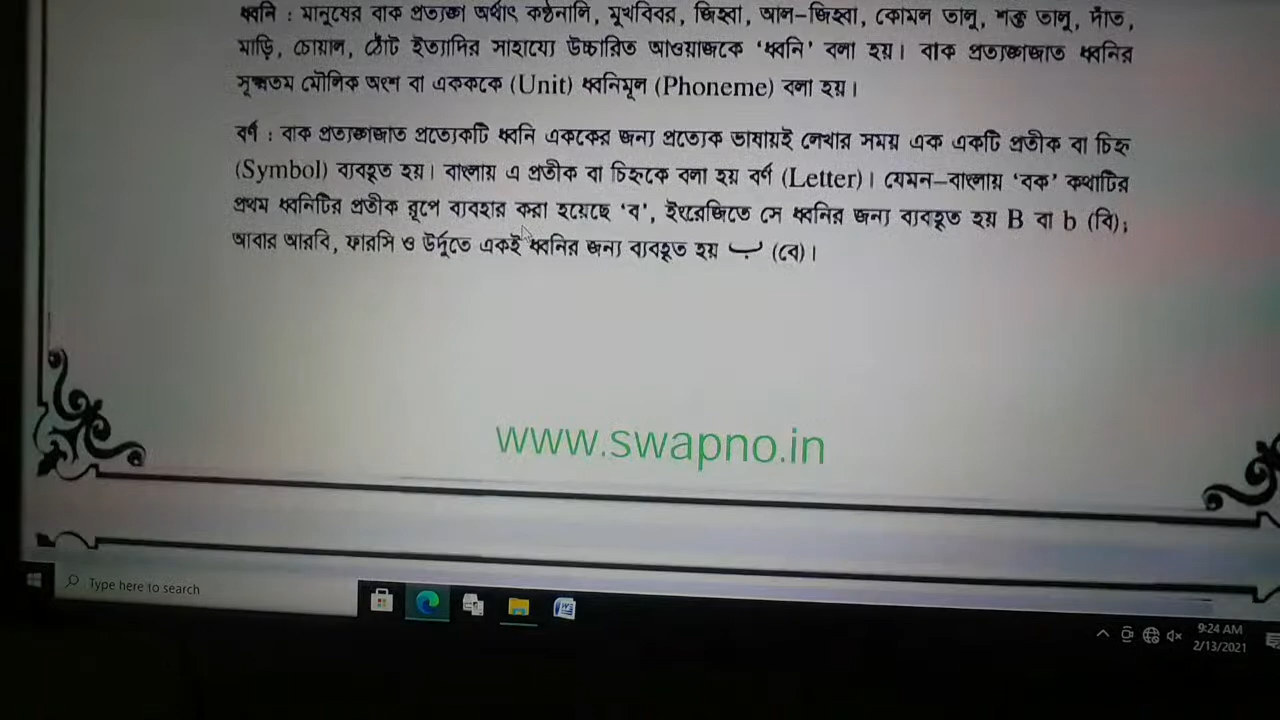 ধ্বনি : মানুষের বাক প্রত্যঙ্গ অর্থাৎ কণ্ঠনালি, মুখবিবর, জিহ্বা, আল-জিহ্বা, কোমল তালু, শক্ত তালু, দাঁত,
মাড়ি, চোয়াল, ঠোঁট ইত্যাদির সাহায্যে উচ্চারিত আওয়াজকে ‘ধ্বনি’ বলা হয়। বাক প্রত্যঙ্গজাত ধ্বনির
সূক্ষ্মতম মৌলিক অংশ বা একককে (Unit) ধ্বনিমূল (Phoneme) বলা হয়।
বর্ণ : বাক প্রত্যঙ্গজাত প্রত্যেকটি ধ্বনি এককের জন্য প্রত্যেক ভাষায়ই লেখার সময় এক একটি প্রতীক বা চিহ্ন
(Symbol) ব্যবহৃত হয়। বাংলায় এ প্রতীক বা চিহ্নকে বলা হয় বর্ণ (Letter)। যেমন–বাংলায় ‘বক’ কথাটির
প্রথম ধ্বনিটির প্রতীক রূপে ব্যবহার করা হয়েছে ‘ব’, ইংরেজিতে সে ধ্বনির জন্য ব্যবহৃত হয় B বা b (বি);
আবার আরবি, ফারসি ও উর্দুতে একই ধ্বনির জন্য ব্যবহৃত হয় ب (বে)।
www.swapno.in
Type here to search
9:24 AM
2/13/2021